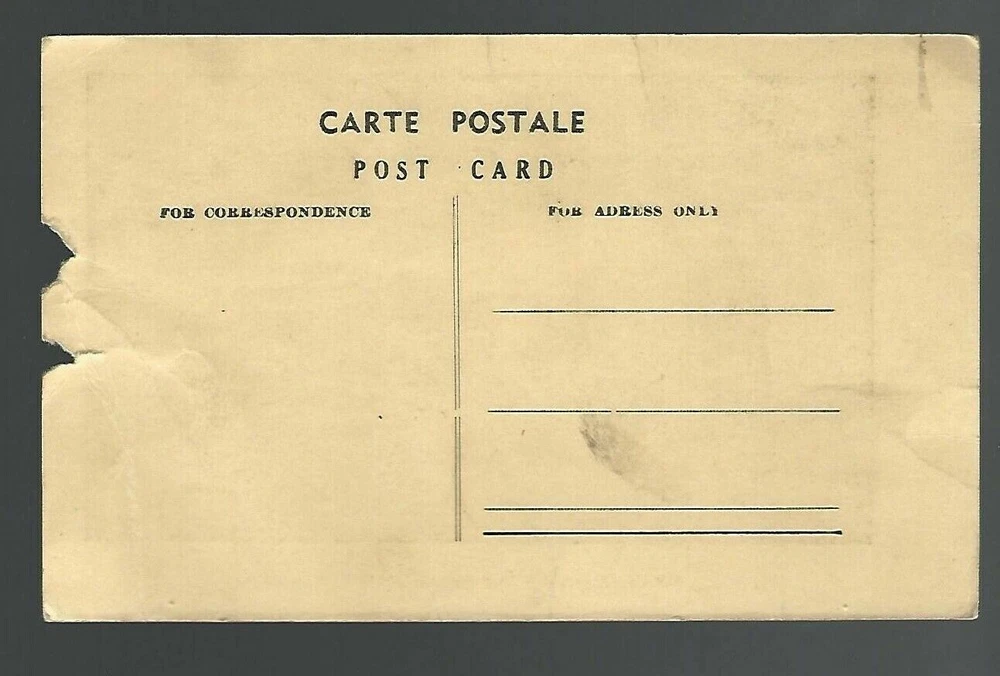 CARTE POSTALE
POST CARD
FOR CORRESPONDENCE
FOR ADRESS ONLY